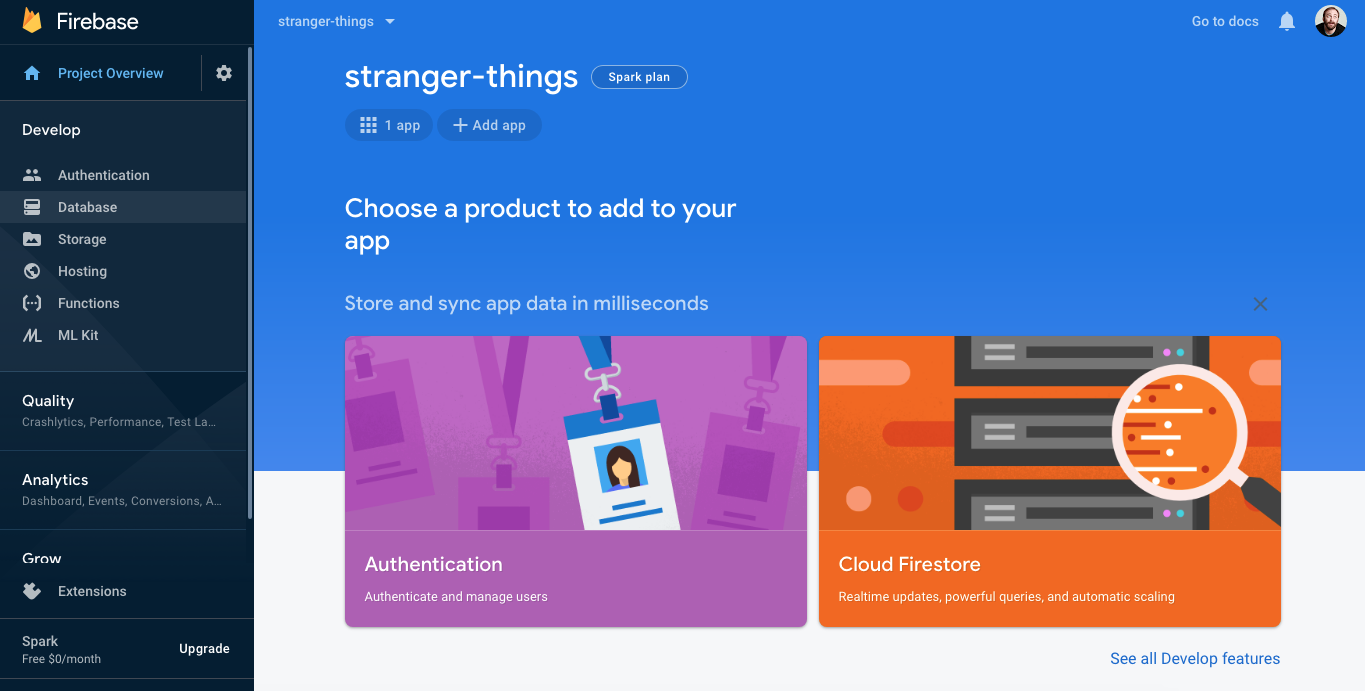 Firebase
stranger-things
Go to docs
Project Overview
Develop
Authentication
Database
Storage
Hosting
Functions
ML Kit
Quality
Crashlytics, Performance, Test La...
Analytics
Dashboard, Events, Conversions, A...
Grow
Extensions
Spark
Free $0/month
Upgrade
stranger-things
Spark plan
1 app
Add app
Choose a product to add to your
app
Store and sync app data in milliseconds
Authentication
Authenticate and manage users
Cloud Firestore
Realtime updates, powerful queries, and automatic scaling
See all Develop features